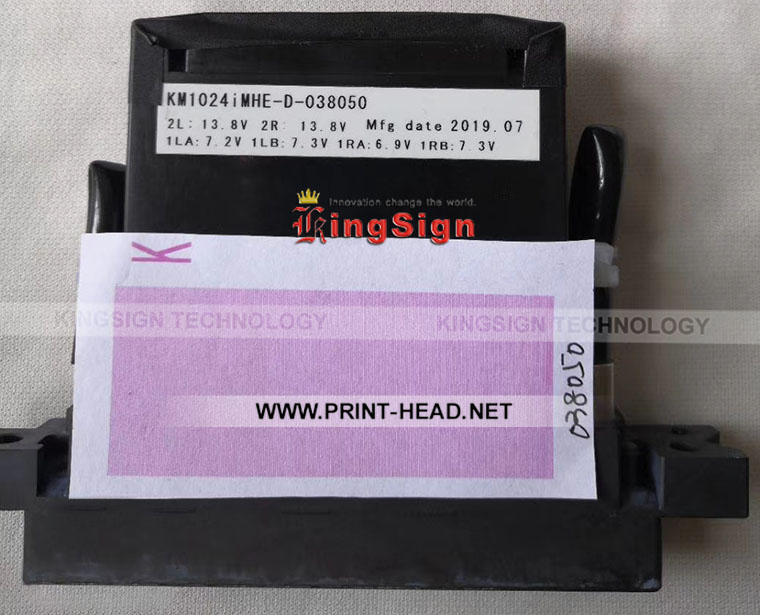 KM1024iMHE-D-038050
2L: 13.8V 2R: 13.8V Mfg date 2019.07
1LA: 7.2V 1LB: 7.3V 1RA: 6.9V 1RB: 7.3V
Innovation change the world.
KingSign
K
KINGSIGN TECHNOLOGY KINGSIGN TECHNOLOGY
038050
WWW.PRINT-HEAD.NET